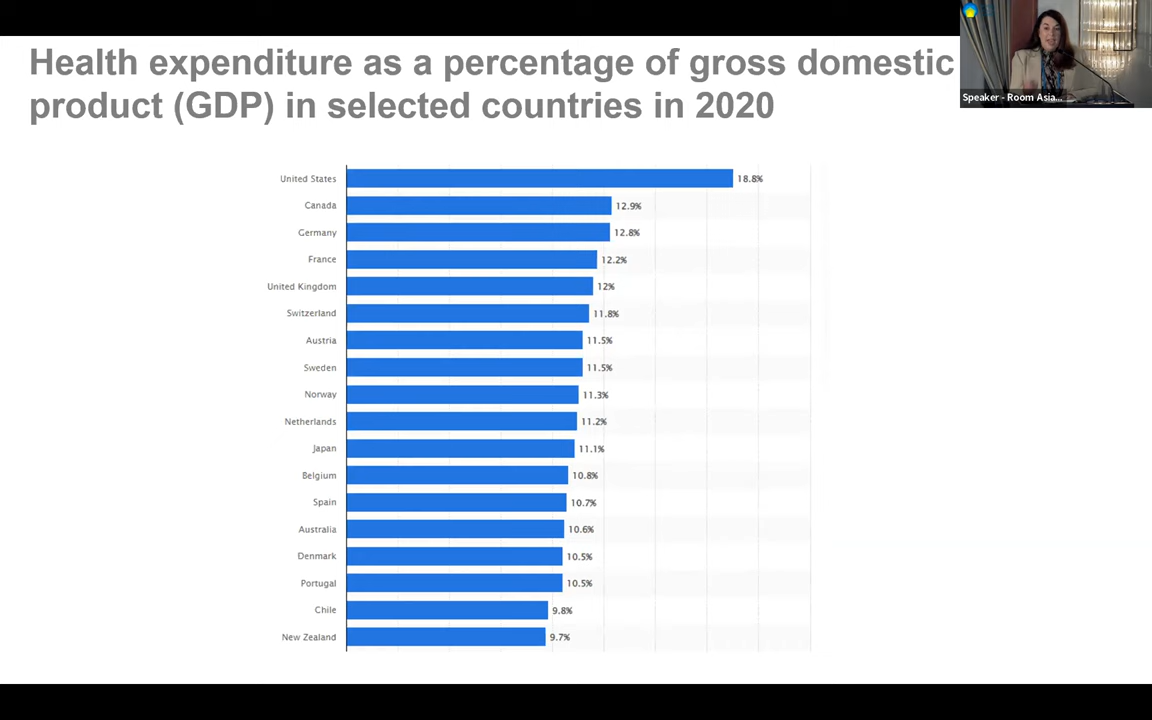 Health expenditure as a percentage of gross domestic
product (GDP) in selected countries in 2020
Speaker - Room Asia...
United States 18.8%
Canada 12.9%
Germany 12.8%
France 12.2%
United Kingdom 12%
Switzerland 11.8%
Austria 11.5%
Sweden 11.5%
Norway 11.3%
Netherlands 11.2%
Japan 11.1%
Belgium 10.8%
Spain 10.7%
Australia 10.6%
Denmark 10.5%
Portugal 10.5%
Chile 9.8%
New Zealand 9.7%